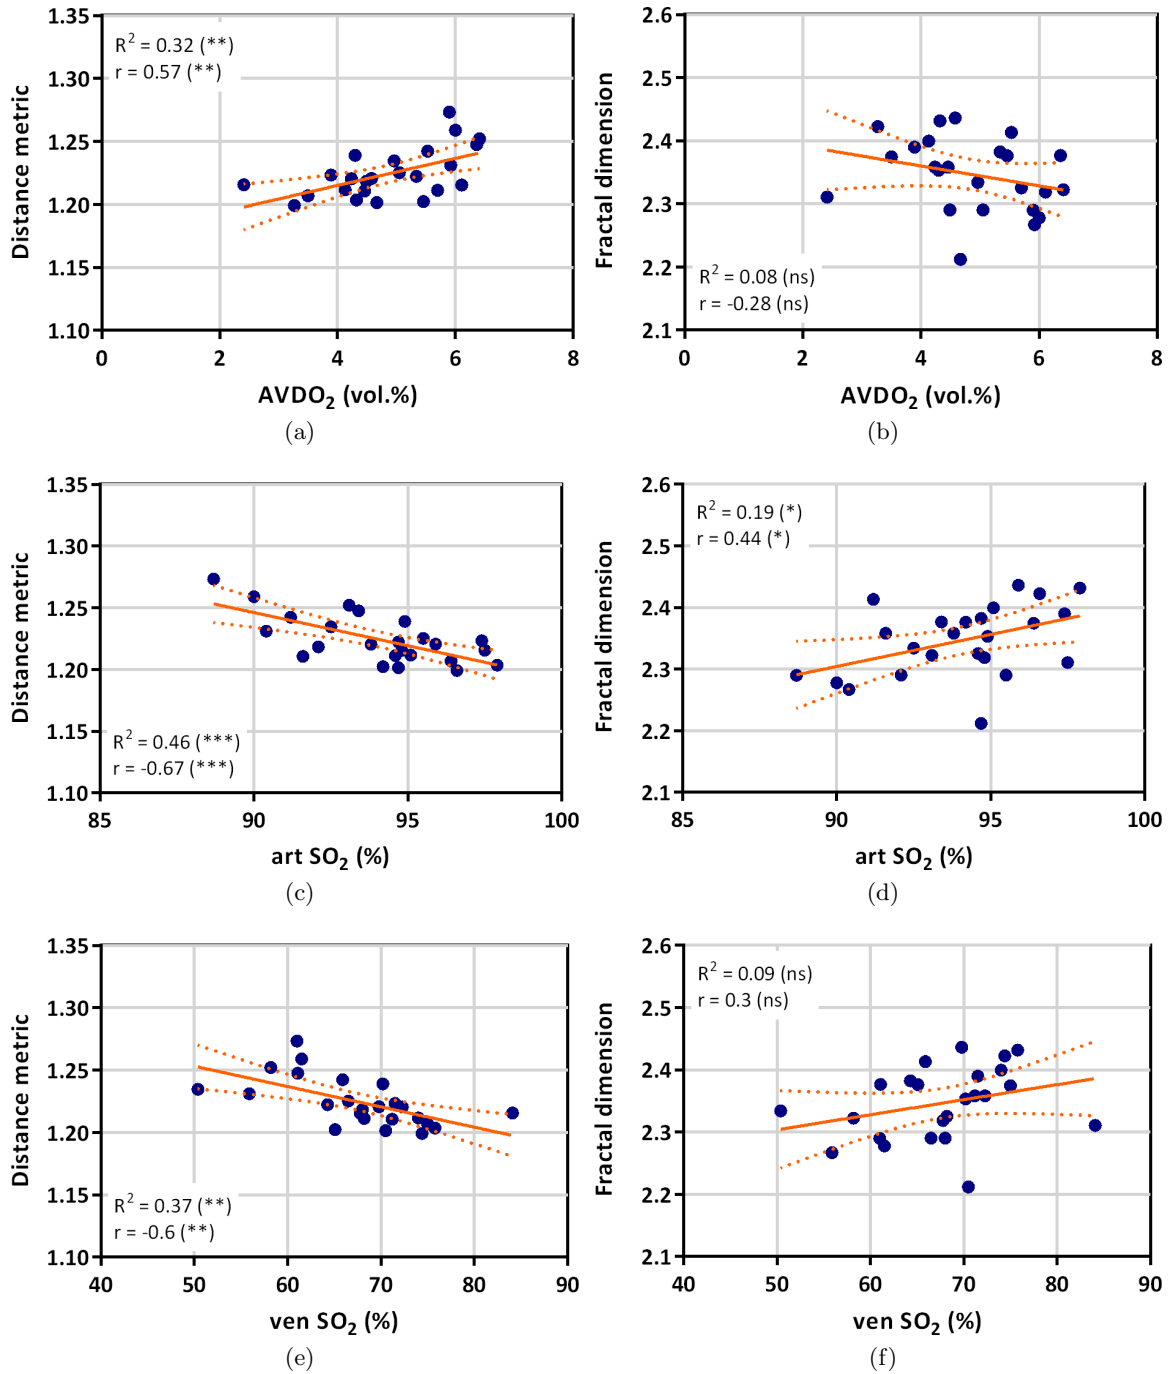 1.35
1.30
1.25
1.20
1.15
1.10
Distance metric
R² = 0.32 (**)
r = 0.57 (**)
0 2 4 6 8
AVDO₂ (vol.%)
(a)
2.6
2.5
2.4
2.3
2.2
2.1
Fractal dimension
R² = 0.08 (ns)
r = -0.28 (ns)
0 2 4 6 8
AVDO₂ (vol.%)
(b)
1.35
1.30
1.25
1.20
1.15
1.10
Distance metric
R² = 0.46 (***)
r = -0.67 (***)
85 90 95 100
art SO₂ (%)
(c)
2.6
2.5
2.4
2.3
2.2
2.1
Fractal dimension
R² = 0.19 (*)
r = 0.44 (*)
85 90 95 100
art SO₂ (%)
(d)
1.35
1.30
1.25
1.20
1.15
1.10
Distance metric
R² = 0.37 (**)
r = -0.6 (**)
40 50 60 70 80 90
ven SO₂ (%)
(e)
2.6
2.5
2.4
2.3
2.2
2.1
Fractal dimension
R² = 0.09 (ns)
r = 0.3 (ns)
40 50 60 70 80 90
ven SO₂ (%)
(f)